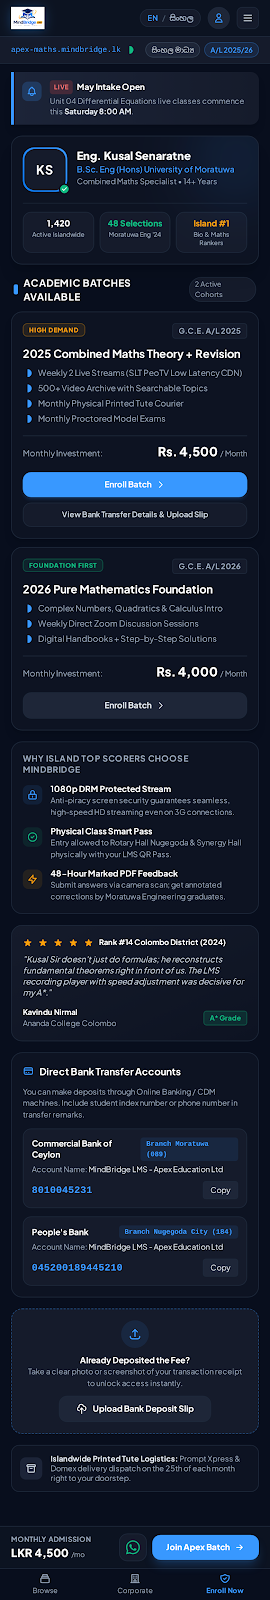 MindBridge
EN / සිංහල
apex-maths.mindbridge.lk
සිංහල මාධ්‍ය
A/L 2025/26
LIVE
May Intake Open
Unit 04 Differential Equations live classes commence
this Saturday 8:00 AM.
KS
Eng. Kusal Senaratne
B.Sc. Eng (Hons) University of Moratuwa
Combined Maths Specialist • 14+ Years
1,420
Active Islandwide
48 Selections
Moratuwa Eng '24
Island #1
Bio & Maths
Rankers
ACADEMIC BATCHES
AVAILABLE
2 Active
Cohorts
HIGH DEMAND
G.C.E. A/L 2025
2025 Combined Maths Theory + Revision
Weekly 2 Live Streams (SLT PeoTV Low Latency CDN)
500+ Video Archive with Searchable Topics
Monthly Physical Printed Tute Courier
Monthly Proctored Model Exams
Monthly Investment:
Rs. 4,500 / Month
Enroll Batch
View Bank Transfer Details & Upload Slip
FOUNDATION FIRST
G.C.E. A/L 2026
2026 Pure Mathematics Foundation
Complex Numbers, Quadratics & Calculus Intro
Weekly Direct Zoom Discussion Sessions
Digital Handbooks + Step-by-Step Solutions
Monthly Investment:
Rs. 4,000 / Month
Enroll Batch
WHY ISLAND TOP SCORERS CHOOSE
MINDBRIDGE
1080p DRM Protected Stream
Anti-piracy screen security guarantees seamless,
high-speed HD streaming even on 3G connections.
Physical Class Smart Pass
Entry allowed to Rotary Hall Nugegoda & Synergy Hall
physically with your LMS QR Pass.
48-Hour Marked PDF Feedback
Submit answers via camera scan; get annotated
corrections by Moratuwa Engineering graduates.
Rank #14 Colombo District (2024)
"Kusal Sir doesn't just do formulas; he reconstructs
fundamental theorems right in front of us. The LMS
recording player with speed adjustment was decisive for
my A*."
Kavindu Nirmal
Ananda College Colombo
A* Grade
Direct Bank Transfer Accounts
You can make deposits through Online Banking / CDM
machines. Include student index number or phone number in
transfer remarks.
Commercial Bank of
Ceylon
Branch Moratuwa
(089)
Account Name: MindBridge LMS - Apex Education Ltd
8010045231
Copy
People's Bank
Branch Nugegoda City (184)
Account Name: MindBridge LMS - Apex Education Ltd
045200189445210
Copy
Already Deposited the Fee?
Take a clear photo or screenshot of your transaction receipt
to unlock access instantly.
Upload Bank Deposit Slip
Islandwide Printed Tute Logistics: Prompt Xpress &
Domex delivery dispatch on the 25th of each month
right to your doorstep.
MONTHLY ADMISSION
LKR 4,500 /mo
Join Apex Batch
Browse
Corporate
Enroll Now